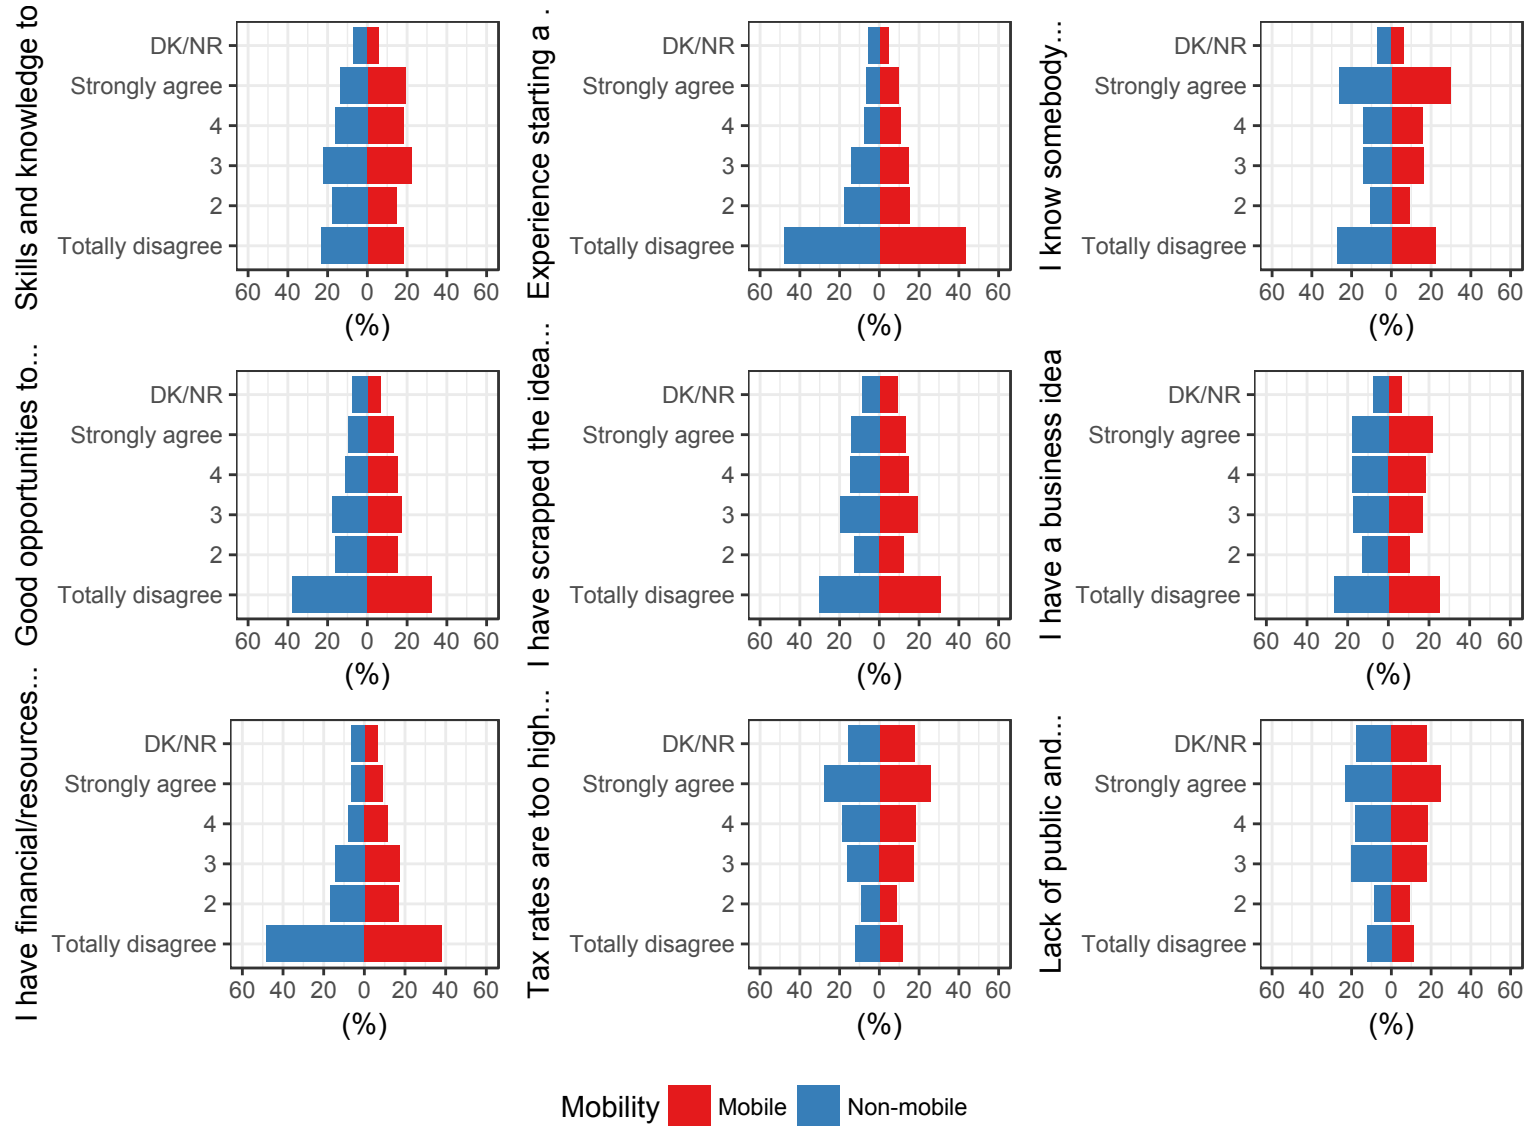 Skills and knowledge to
DK/NR
Strongly agree
4
3
2
Totally disagree
60 40 20 0 20 40 60
(%)
Experience starting a .
DK/NR
Strongly agree
4
3
2
Totally disagree
60 40 20 0 20 40 60
(%)
I know somebody...
DK/NR
Strongly agree
4
3
2
Totally disagree
60 40 20 0 20 40 60
(%)
Good opportunities to...
DK/NR
Strongly agree
4
3
2
Totally disagree
60 40 20 0 20 40 60
(%)
I have scrapped the idea...
DK/NR
Strongly agree
4
3
2
Totally disagree
60 40 20 0 20 40 60
(%)
I have a business idea
DK/NR
Strongly agree
4
3
2
Totally disagree
60 40 20 0 20 40 60
(%)
I have financial/resources...
DK/NR
Strongly agree
4
3
2
Totally disagree
60 40 20 0 20 40 60
(%)
Tax rates are too high...
DK/NR
Strongly agree
4
3
2
Totally disagree
60 40 20 0 20 40 60
(%)
Lack of public and...
DK/NR
Strongly agree
4
3
2
Totally disagree
60 40 20 0 20 40 60
(%)
Mobility Mobile Non-mobile